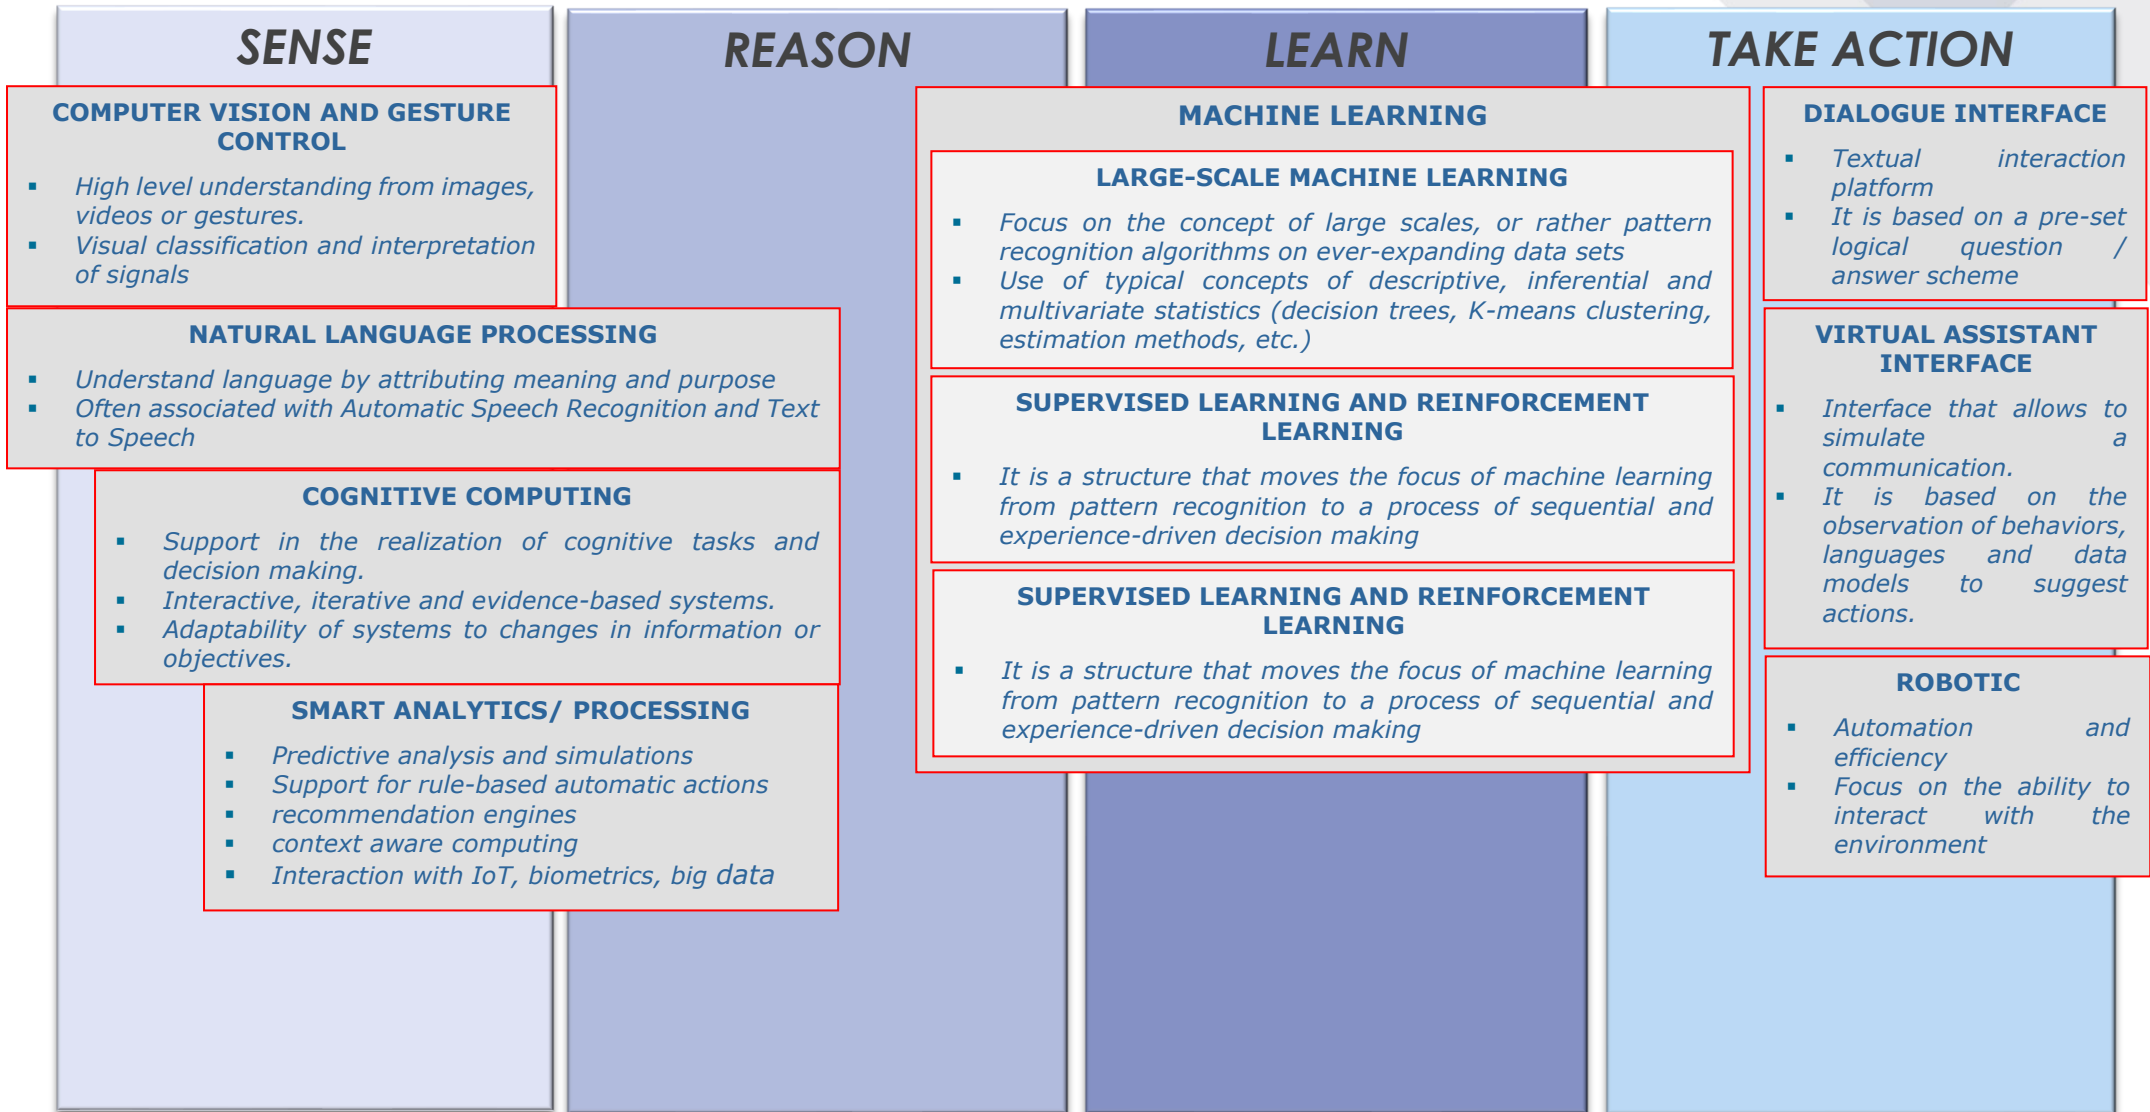 SENSE
REASON
LEARN
TAKE ACTION
COMPUTER VISION AND GESTURE
CONTROL
▪ High level understanding from images,
videos or gestures.
▪ Visual classification and interpretation
of signals
NATURAL LANGUAGE PROCESSING
▪ Understand language by attributing meaning and purpose
▪ Often associated with Automatic Speech Recognition and Text
to Speech
COGNITIVE COMPUTING
▪ Support in the realization of cognitive tasks and
decision making.
▪ Interactive, iterative and evidence-based systems.
▪ Adaptability of systems to changes in information or
objectives.
SMART ANALYTICS/ PROCESSING
▪ Predictive analysis and simulations
▪ Support for rule-based automatic actions
▪ recommendation engines
▪ context aware computing
▪ Interaction with IoT, biometrics, big data
MACHINE LEARNING
LARGE-SCALE MACHINE LEARNING
▪ Focus on the concept of large scales, or rather pattern
recognition algorithms on ever-expanding data sets
▪ Use of typical concepts of descriptive, inferential and
multivariate statistics (decision trees, K-means clustering,
estimation methods, etc.)
SUPERVISED LEARNING AND REINFORCEMENT
LEARNING
▪ It is a structure that moves the focus of machine learning
from pattern recognition to a process of sequential and
experience-driven decision making
SUPERVISED LEARNING AND REINFORCEMENT
LEARNING
▪ It is a structure that moves the focus of machine learning
from pattern recognition to a process of sequential and
experience-driven decision making
DIALOGUE INTERFACE
▪ Textual interaction
platform
▪ It is based on a pre-set
logical question /
answer scheme
VIRTUAL ASSISTANT
INTERFACE
▪ Interface that allows to
simulate a
communication.
▪ It is based on the
observation of behaviors,
languages and data
models to suggest
actions.
ROBOTIC
▪ Automation and
efficiency
▪ Focus on the ability to
interact with the
environment